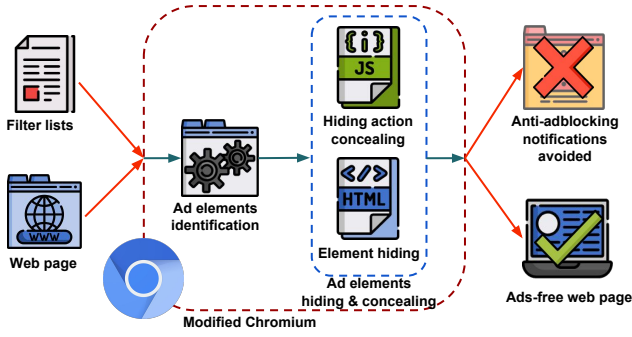 Filter lists
WWW
Web page
Ad elements
identification
{i}
JS
Hiding action
concealing
</>
HTML
Element hiding
Ad elements
hiding & concealing
Modified Chromium
Anti-adblocking
notifications
avoided
Ads-free web page